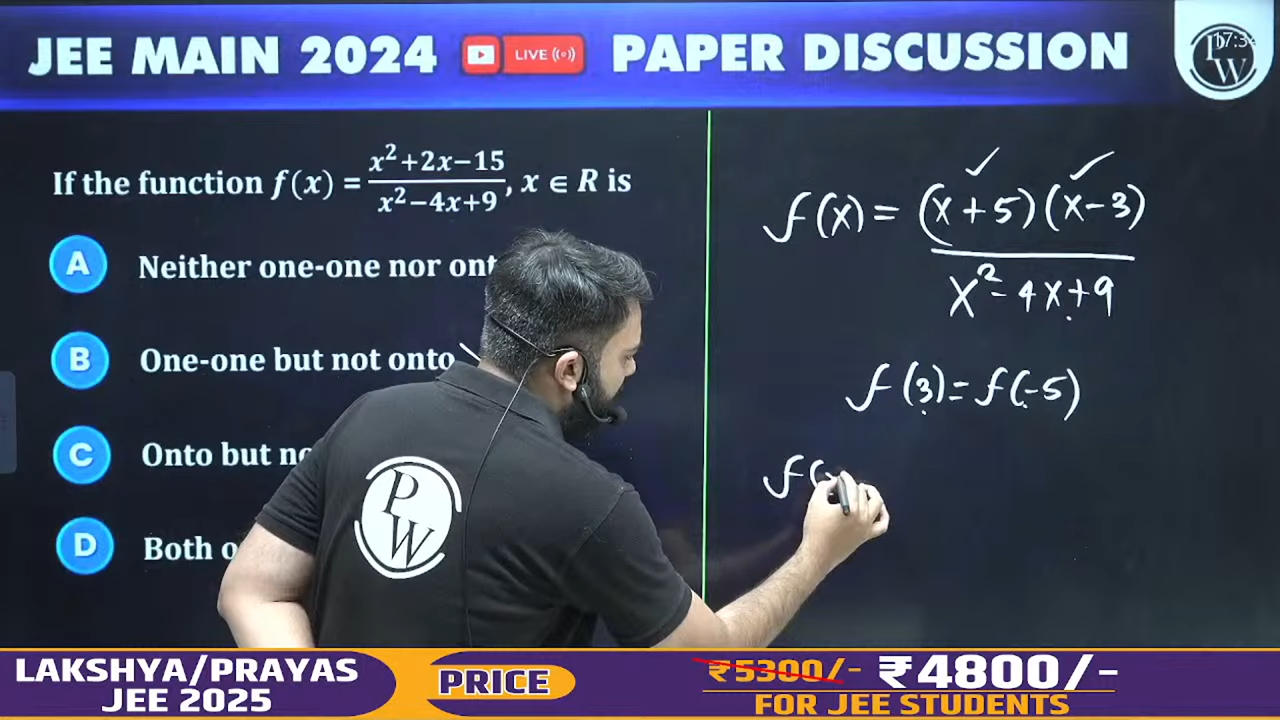 JEE MAIN 2024 LIVE PAPER DISCUSSION
PW
If the function f(x) = x²+2x−15 / x²−4x+9, x ∈ R is
A Neither one-one nor ont
B One-one but not onto
C Onto but no
D Both o
f(x) = (x+5)(x-3)
x²-4x+9
f(3)=f(-5)
f(
PW
LAKSHYA/PRAYAS
JEE 2025
PRICE
₹5300/- ₹4800/-
FOR JEE STUDENTS